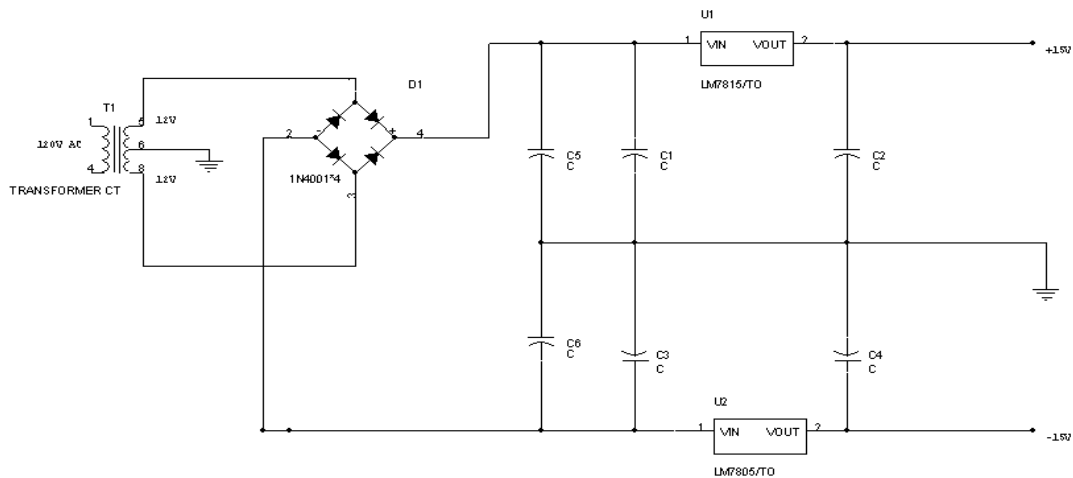 U1
1 VIN VOUT 2
+15V
LM7815/TO
D1
T1
1 5 12V
120V AC
6
4 8 12V
TRANSFORMER CT
2 - + 4
1N4001*4
3
C5
C
C1
C
C2
C
C6
C
C3
C
C4
C
U2
1 VIN VOUT 2
-15V
LM7805/TO